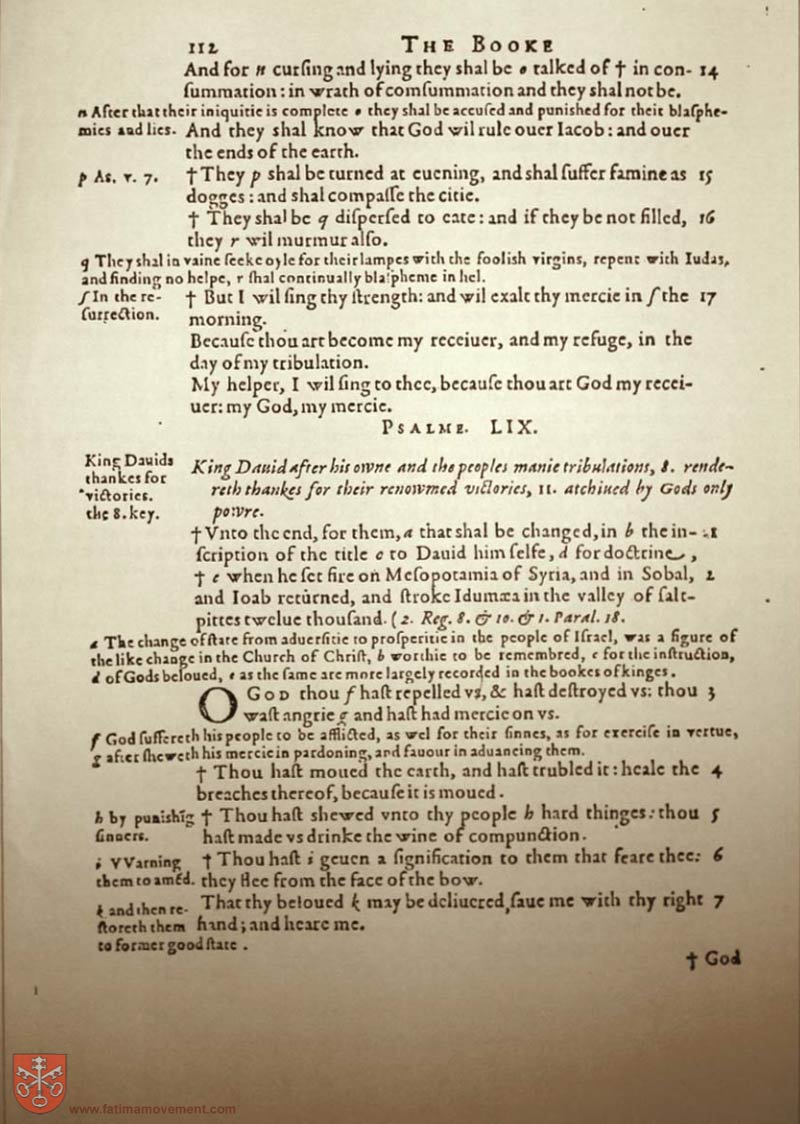 112 THE BOOKE
And for n curſing and lying they ſhal be o talked of † in con- 14
ſummation: in wrath of comſummation and they ſhal not be.
n After that their iniquitie is complete o they ſhal be accuſed and punished for their blaſphe-
mies and lies. And they ſhal know that God wil rule ouer Iacob: and ouer
the ends of the earth.
p As. v. 7. † They p ſhal be turned at euening, and ſhal ſuffer famine as 15
dogges: and ſhal compaſſe the citie.
† They ſhal be q diſperſed to eate: and if they be not filled, 16
they r wil murmur alſo.
q They ſhal in vaine ſeeke oyle for their lampes with the foolish virgins, repent with Iudas,
and finding no helpe, r ſhal continually blaſpheme in hel.
ſ In the re- † But I wil ſing thy ſtrength: and wil exalt thy mercie in ſ the 17
ſurrection. morning.
Becauſe thou art become my receiuer, and my refuge, in the
day of my tribulation.
My helper, I wil ſing to thee, becauſe thou art God my recei-
uer: my God, my mercie.
PSALME. LIX.
King Dauids
thankes for
victories.
the 8. key.
King Dauid after his owne and the peoples manie tribulations, 8. rende-
reth thankes for their renowmed victories, 11. atchiued by Gods only
powre.
† Vnto the end, for them, a that shal be changed, in b the in- 1
ſcription of the title c to Dauid him ſelfe, d for doctrine,
† e when he ſet fire on Meſopotamia of Syria, and in Sobal, 2
and Ioab returned, and ſtroke Idumæa in the valley of ſalt-
pittes twelue thouſand. (2. Reg. 8. & 10. & 1. Paral. 18.
a The change of ſtate from aduerſitie to proſperitie in the people of Iſrael, was a figure of
the like change in the Church of Chriſt, b worthie to be remembred, c for the inſtruction,
d of Gods beloued, e as the ſame are more largely recorded in the bookes of kinges.
O GOD thou f haſt repelled vs, & haſt deſtroyed vs: thou 3
waſt angrie g and haſt had mercie on vs.
f God ſuffereth his people to be afflicted, as wel for their ſinnes, as for exerciſe in vertue,
g after ſheweth his mercie in pardoning, and fauour in aduancing them.
† Thou haſt moued the earth, and haſt trubled it: heale the 4
breaches thereof, becauſe it is moued.
h by punishīg † Thou haſt shewed vnto thy people h hard thinges: thou 5
ſinners. haſt made vs drinke the wine of compunction.
i VVarning † Thou haſt i geuen a ſignification to them that feare thee: 6
them to amēd. they flee from the face of the bow.
k and then re- That thy beloued k may be deliuered, ſaue me with thy right 7
ſtoreth them hand; and heare me.
to former good ſtate.
† God
www.fatimamovement.com